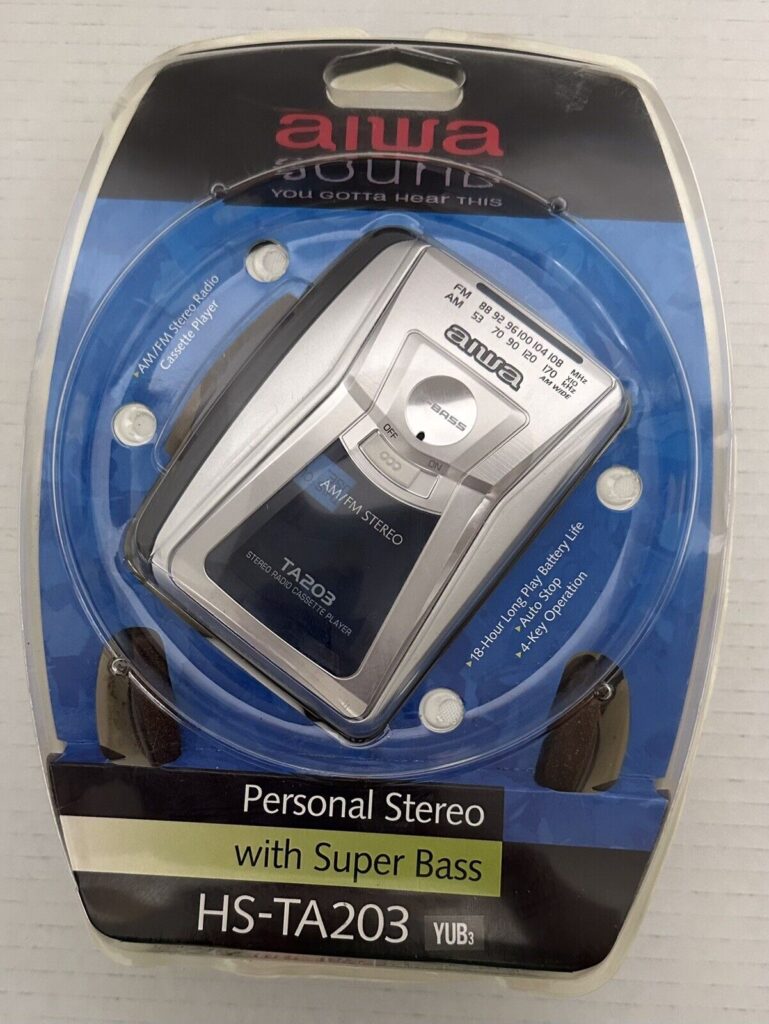 aiwa
SOUND
YOU GOTTA HEAR THIS
▸AM/FM Stereo Radio
Cassette Player
FM 88 92 96 100 104 108 MHz
AM 53 70 90 120 170 X10 kHz
AM WIDE
aiwa
BASS
OFF ON
AM/FM STEREO
TA203
STEREO RADIO CASSETTE PLAYER
▸18-Hour Long Play Battery Life
▸Auto Stop
▸4-Key Operation
Personal Stereo
with Super Bass
HS-TA203 YUB3